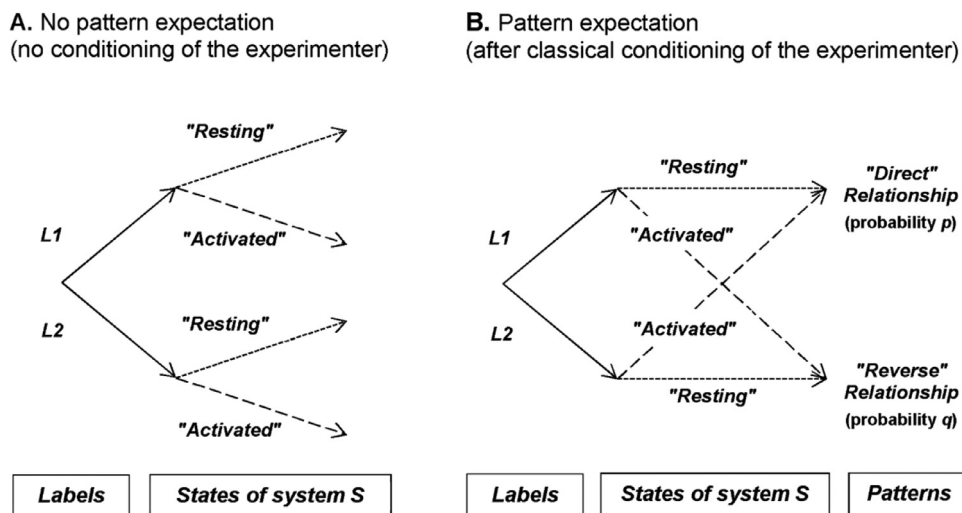 A. No pattern expectation
(no conditioning of the experimenter)
"Resting"
L1
"Activated"
L2
"Resting"
"Activated"
Labels
States of system S
B. Pattern expectation
(after classical conditioning of the experimenter)
"Resting"
"Direct"
Relationship
(probability p)
L1
"Activated"
L2
"Activated"
"Resting"
"Reverse"
Relationship
(probability q)
Labels
States of system S
Patterns